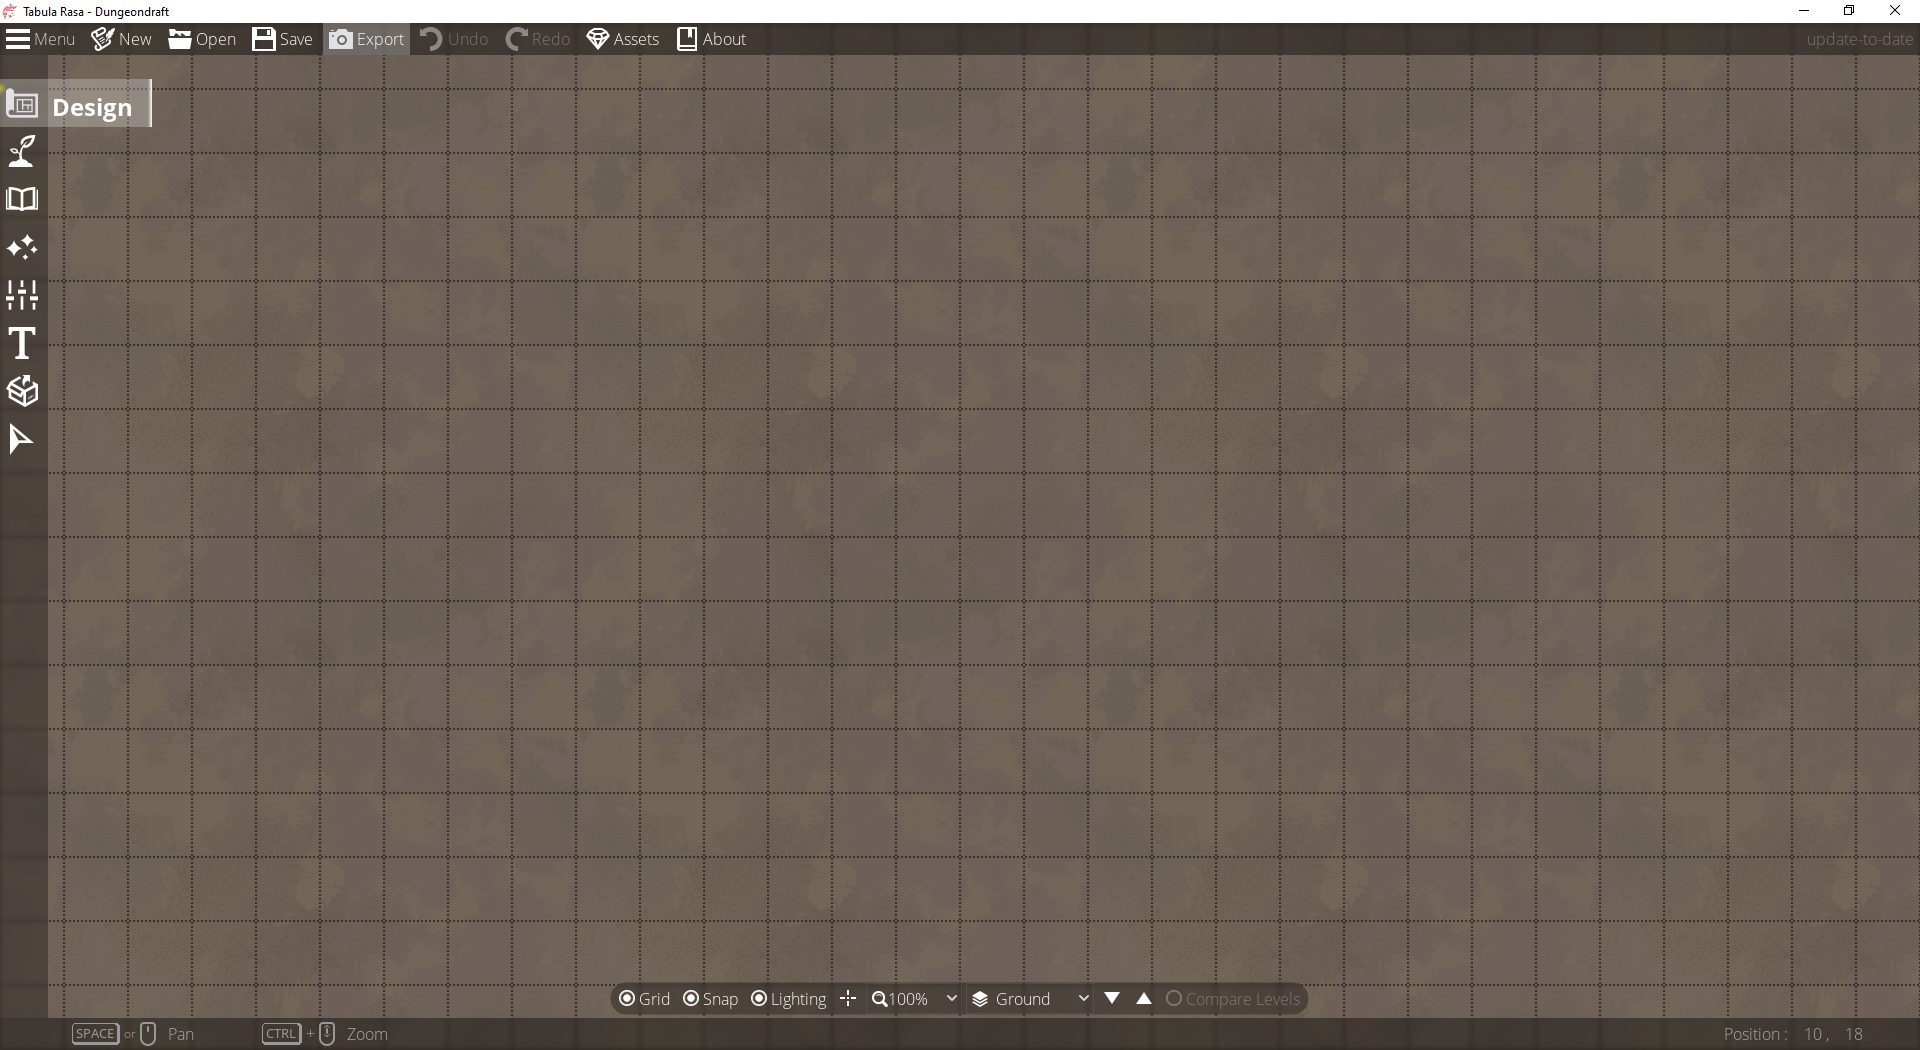 Tabula Rasa - Dungeondraft
Menu New Open Save Export Undo Redo Assets About update-to-date
Design
Grid Snap Lighting 100% Ground Compare Levels
SPACE or Pan CTRL + Zoom Position : 10 , 18